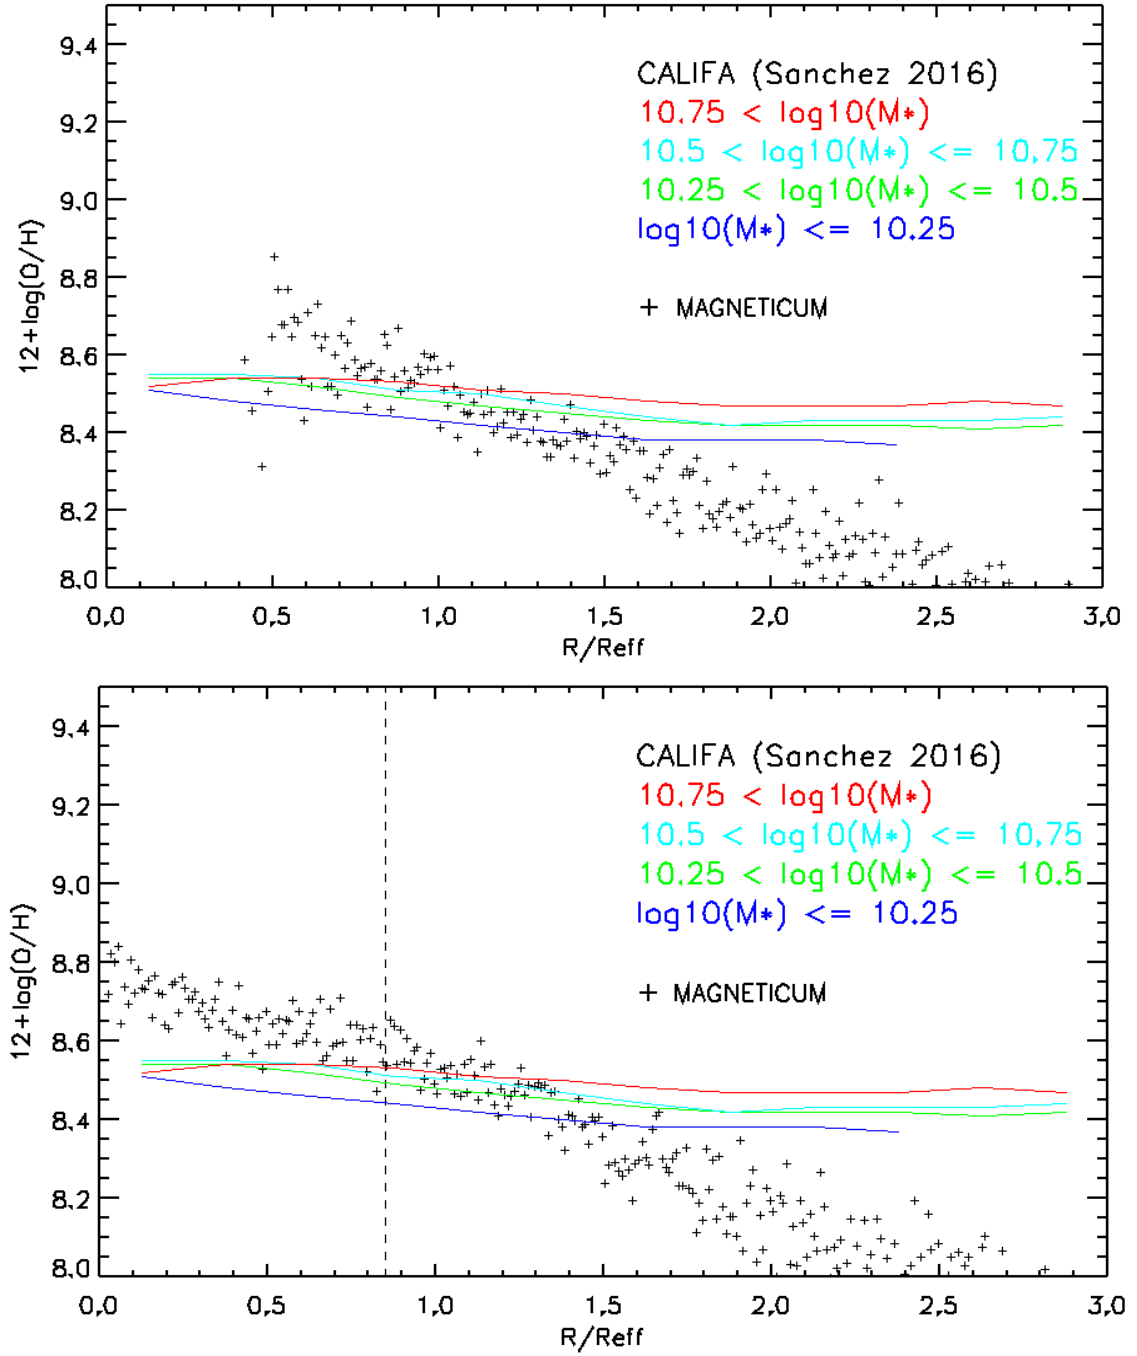 9.4
CALIFA (Sanchez 2016)
10.75 < log10(M*)
9.2
10.5 < log10(M*) <= 10.75
10.25 < log10(M*) <= 10.5
9.0
log10(M*) <= 10.25
12+log(O/H)
8.8
+ MAGNETICUM
8.6
8.4
8.2
8.0
0.0 0.5 1.0 1.5 2.0 2.5 3.0
R/Reff
9.4
CALIFA (Sanchez 2016)
10.75 < log10(M*)
9.2
10.5 < log10(M*) <= 10.75
10.25 < log10(M*) <= 10.5
9.0
log10(M*) <= 10.25
12+log(O/H)
8.8
+ MAGNETICUM
8.6
8.4
8.2
8.0
0.0 0.5 1.0 1.5 2.0 2.5 3.0
R/Reff